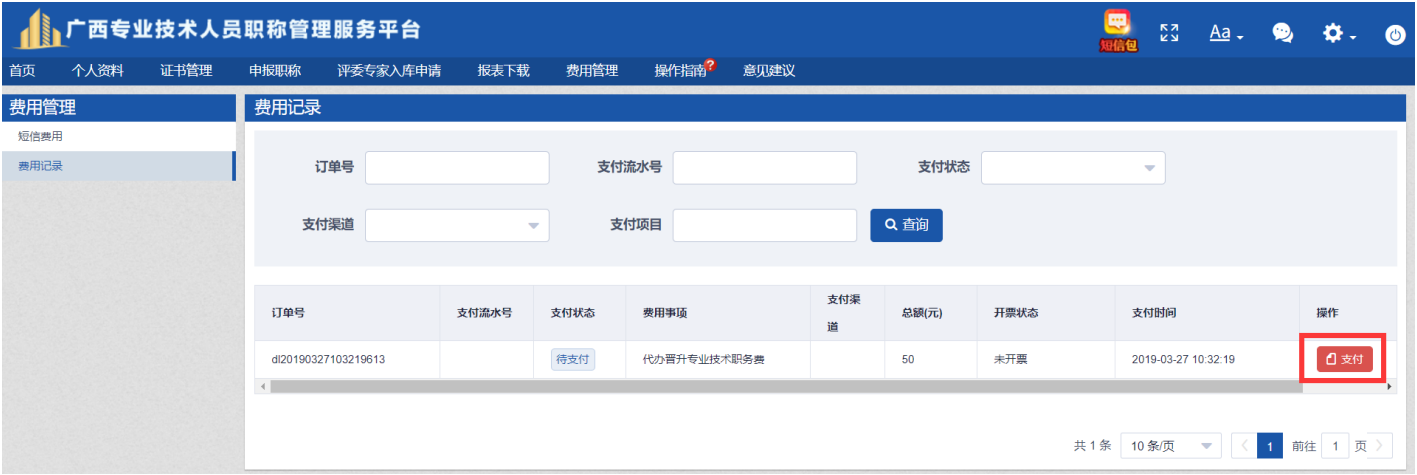 广西专业技术人员职称管理服务平台
短信包
Aa
首页 个人资料 证书管理 申报职称 评委专家入库申请 报表下载 费用管理 操作指南? 意见建议
费用管理
短信费用
费用记录
费用记录
订单号 支付流水号 支付状态
支付渠道 支付项目 查询
订单号 支付流水号 支付状态 费用事项 支付渠道 总额(元) 开票状态 支付时间 操作
dl20190327103219613 待支付 代办晋升专业技术职务费 50 未开票 2019-03-27 10:32:19 支付
共 1 条 10 条/页 1 前往 1 页